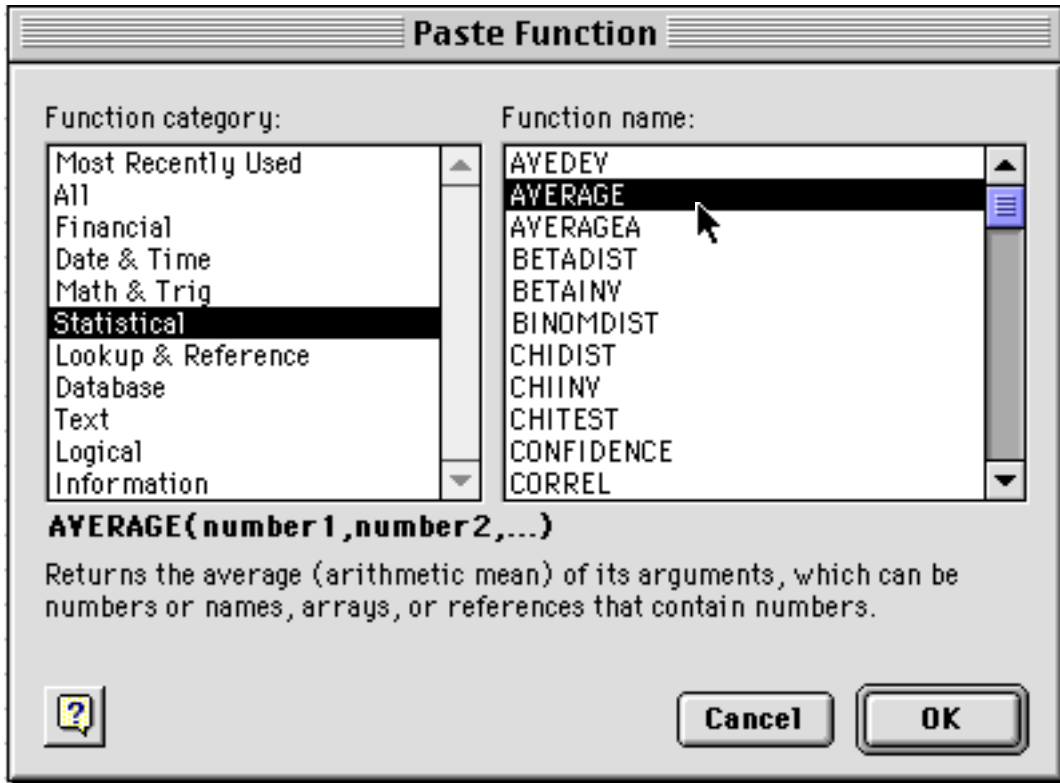 Paste Function
Function category:
Most Recently Used
All
Financial
Date & Time
Math & Trig
Statistical
Lookup & Reference
Database
Text
Logical
Information
Function name:
AVEDEV
AVERAGE
AVERAGEA
BETADIST
BETAINV
BINOMDIST
CHIDIST
CHIINV
CHITEST
CONFIDENCE
CORREL
AVERAGE(number1,number2,...)
Returns the average (arithmetic mean) of its arguments, which can be
numbers or names, arrays, or references that contain numbers.
?
Cancel
OK